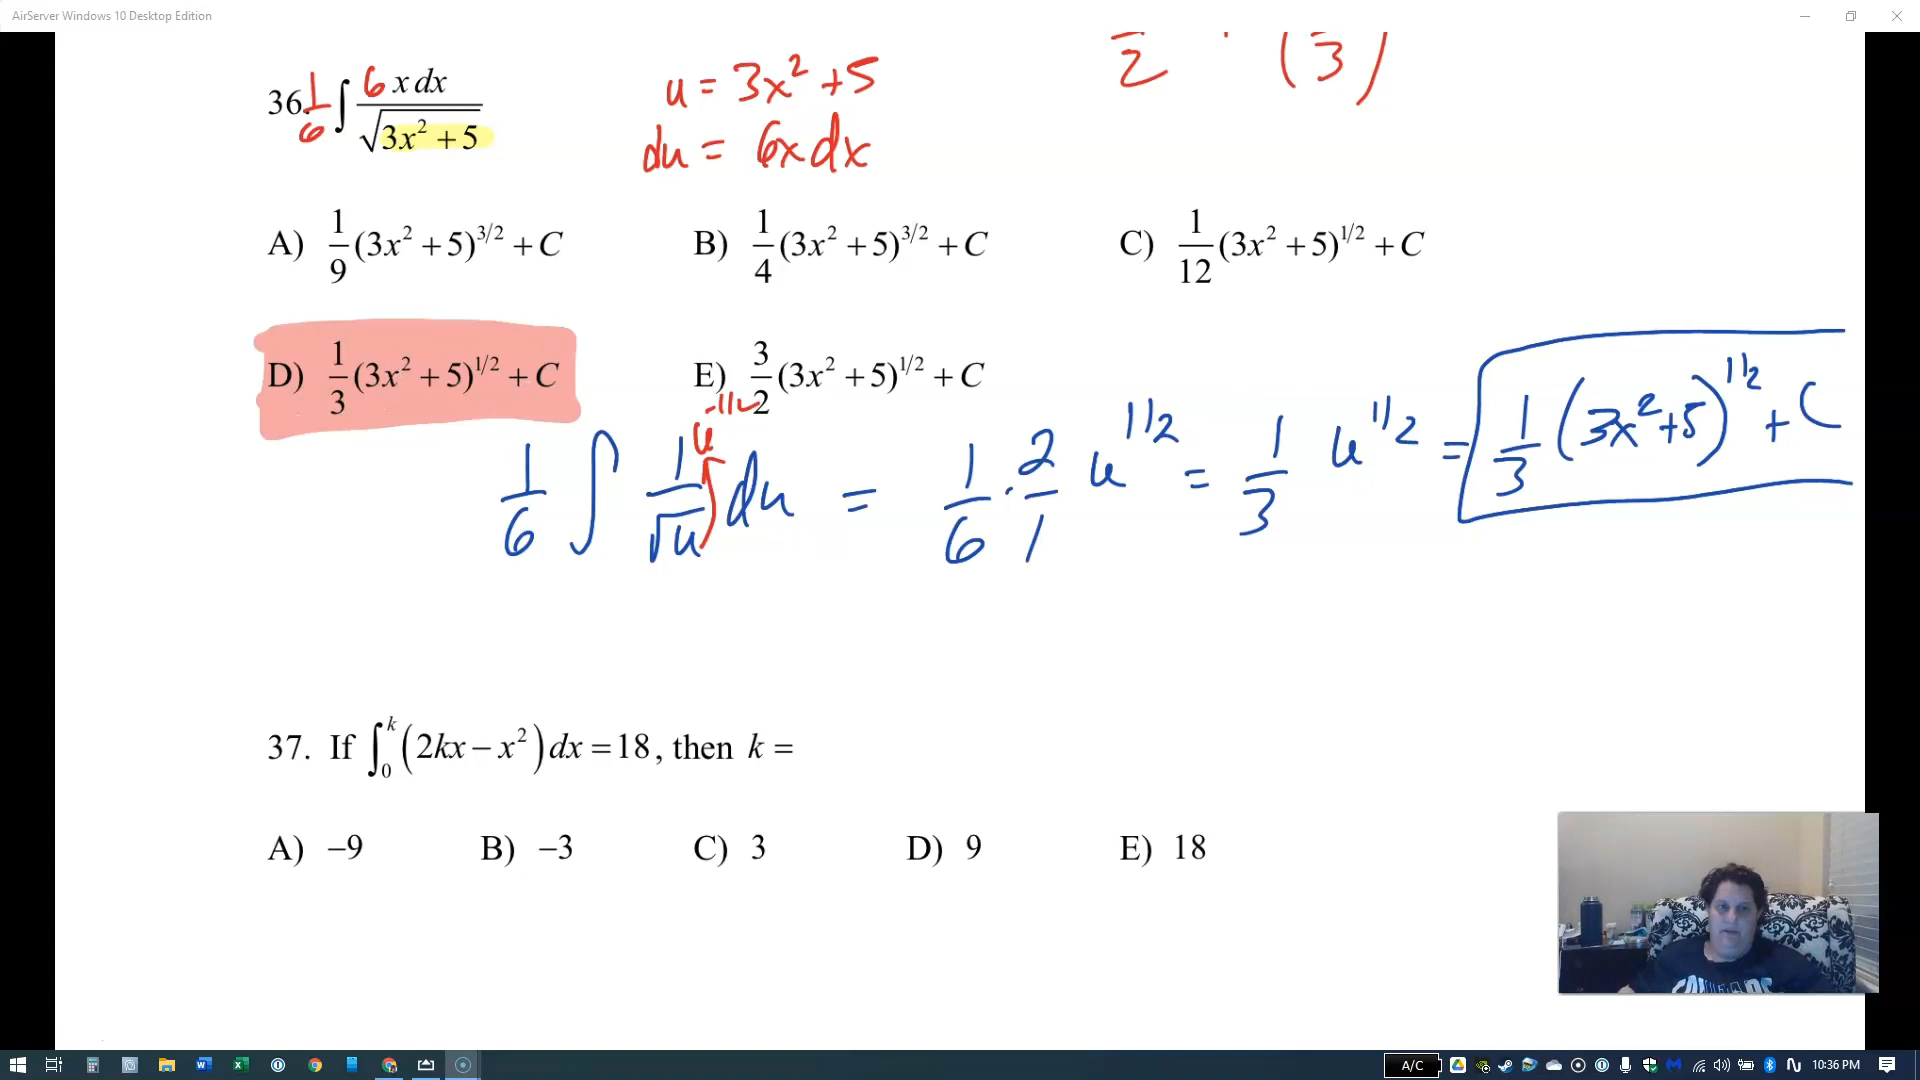 AirServer Windows 10 Desktop Edition
2 · (3)
36. 1/6 ∫ 6 x dx / √(3x² + 5)
u = 3x² + 5
du = 6x dx
A) 1/9 (3x² + 5)^{3/2} + C B) 1/4 (3x² + 5)^{3/2} + C C) 1/12 (3x² + 5)^{1/2} + C
D) 1/3 (3x² + 5)^{1/2} + C E) 3/2 (3x² + 5)^{1/2} + C
u^{-1/2}
1/6 ∫ 1/√u du = 1/6 · 2/1 u^{1/2} = 1/3 u^{1/2} = 1/3 (3x² + 5)^{1/2} + C
37. If ∫₀ᵏ (2kx − x²) dx = 18, then k =
A) −9 B) −3 C) 3 D) 9 E) 18
A/C 10:36 PM